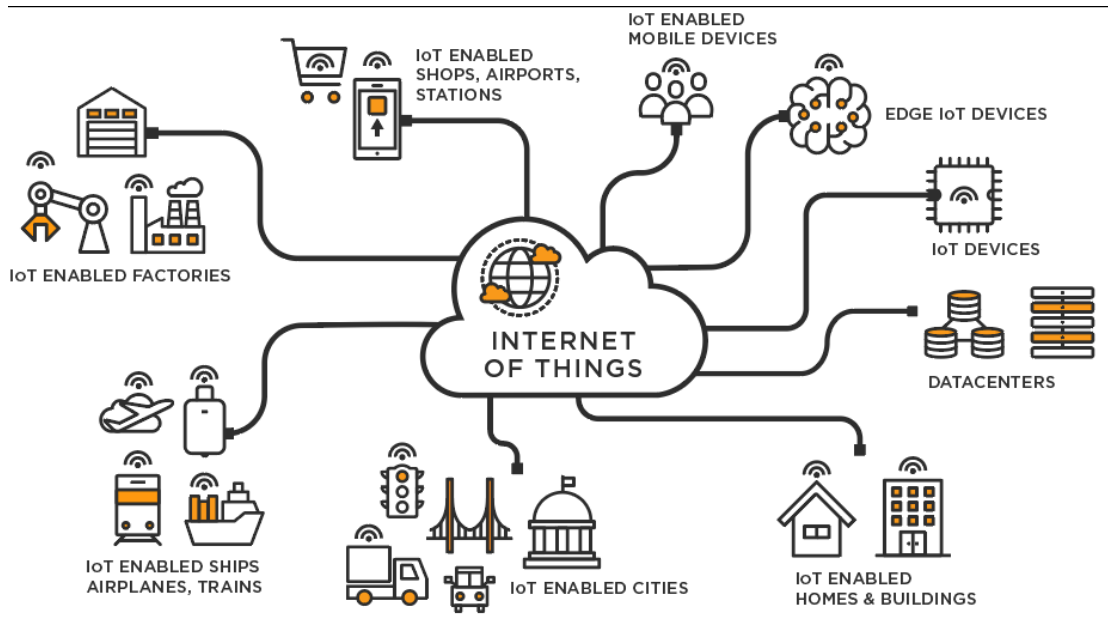 IoT ENABLED
MOBILE DEVICES
IoT ENABLED
SHOPS, AIRPORTS,
STATIONS
EDGE IoT DEVICES
IoT DEVICES
IoT ENABLED FACTORIES
INTERNET
OF THINGS
DATACENTERS
IoT ENABLED SHIPS
AIRPLANES, TRAINS
IoT ENABLED CITIES
IoT ENABLED
HOMES & BUILDINGS